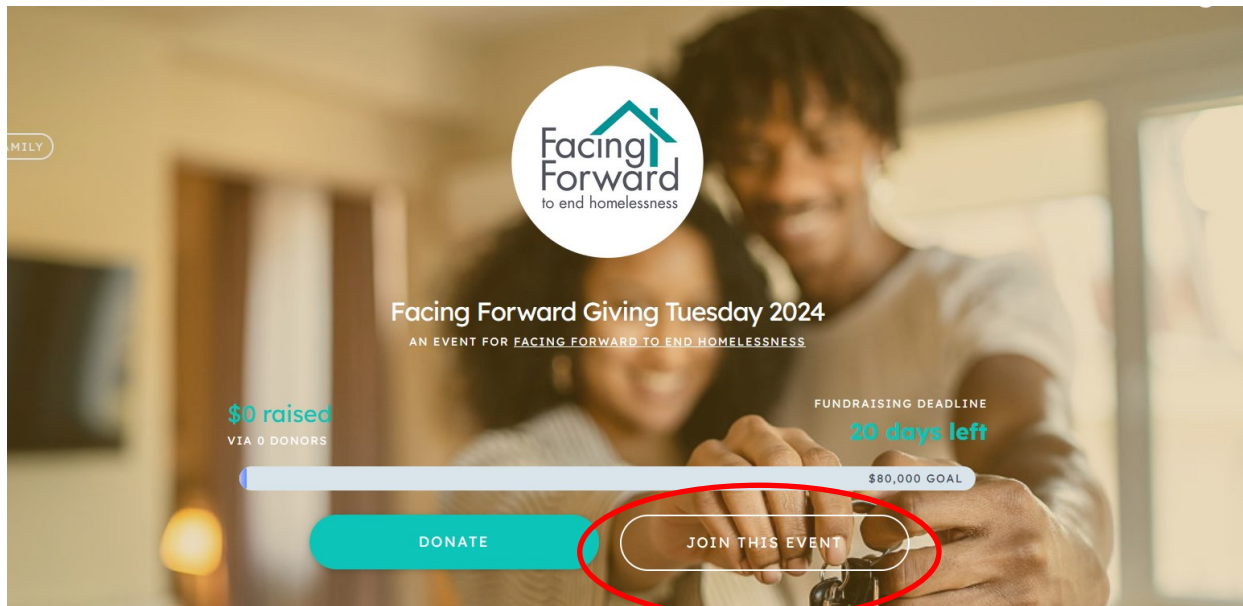 AMILY
Facing
Forward
to end homelessness
Facing Forward Giving Tuesday 2024
AN EVENT FOR FACING FORWARD TO END HOMELESSNESS
$0 raised
VIA 0 DONORS
FUNDRAISING DEADLINE
20 days left
$80,000 GOAL
DONATE
JOIN THIS EVENT